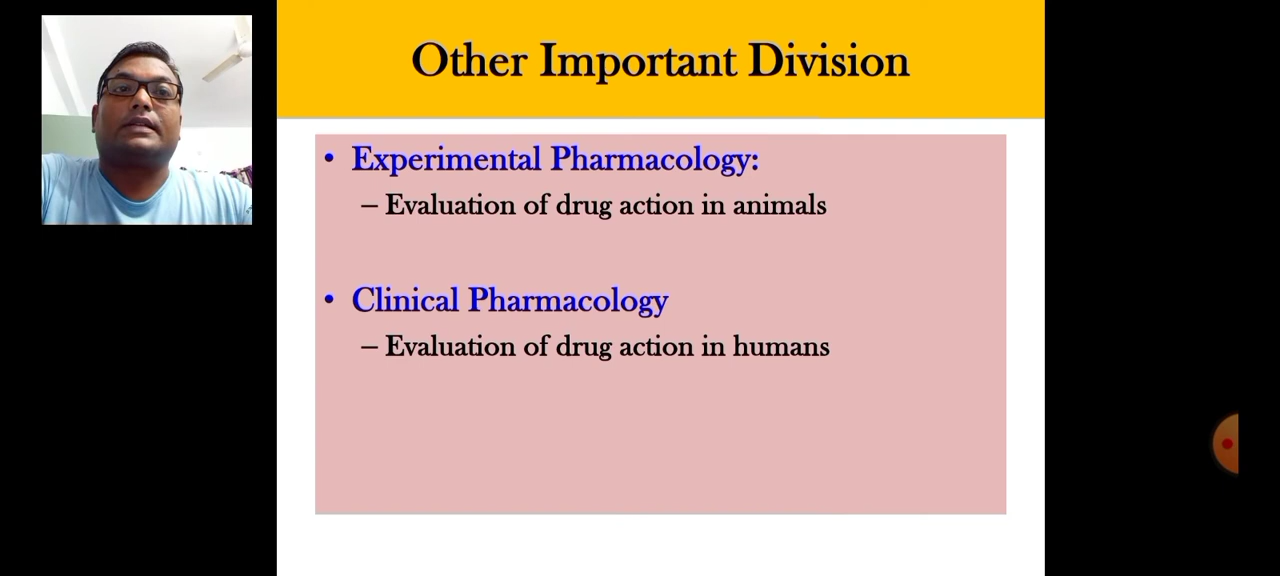 Other Important Division
• Experimental Pharmacology:
– Evaluation of drug action in animals
• Clinical Pharmacology
– Evaluation of drug action in humans